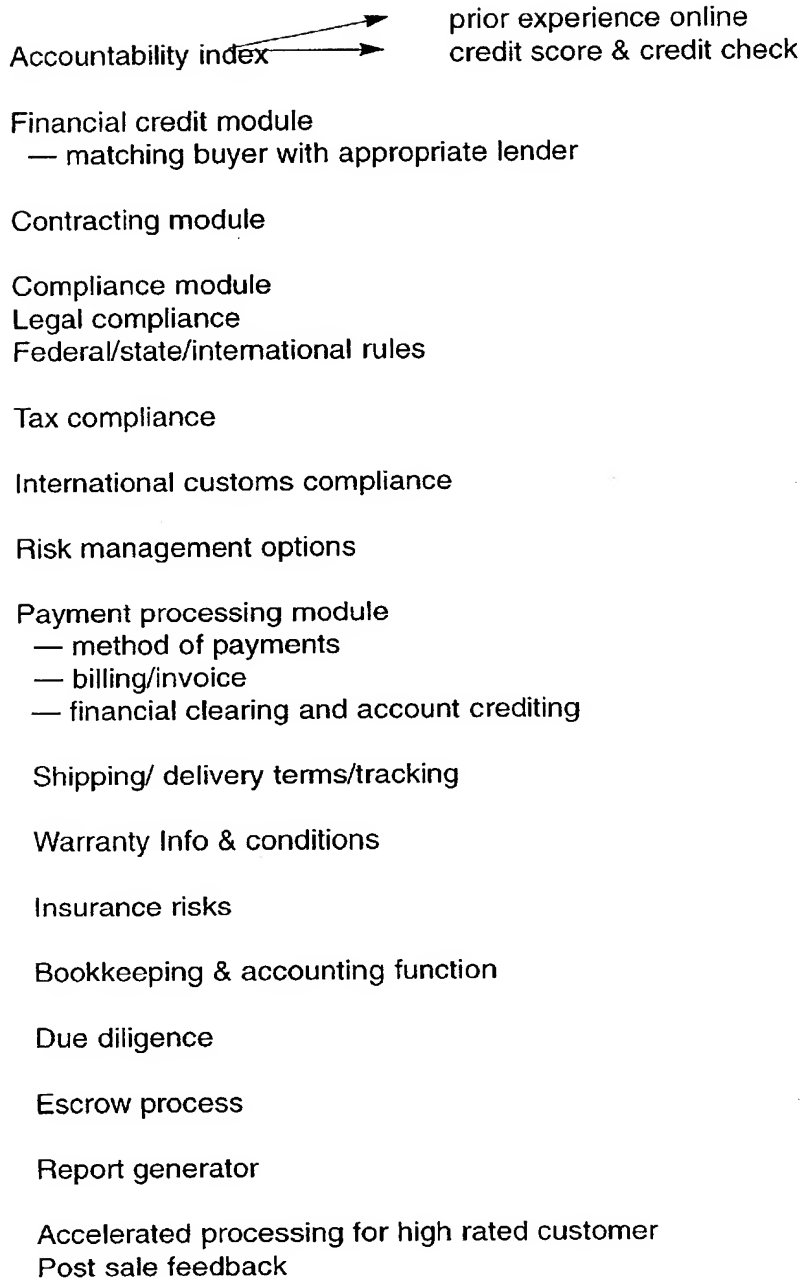 prior experience online
Accountability index credit score & credit check
Financial credit module
— matching buyer with appropriate lender
Contracting module
Compliance module
Legal compliance
Federal/state/international rules
Tax compliance
International customs compliance
Risk management options
Payment processing module
— method of payments
— billing/invoice
— financial clearing and account crediting
Shipping/ delivery terms/tracking
Warranty Info & conditions
Insurance risks
Bookkeeping & accounting function
Due diligence
Escrow process
Report generator
Accelerated processing for high rated customer
Post sale feedback